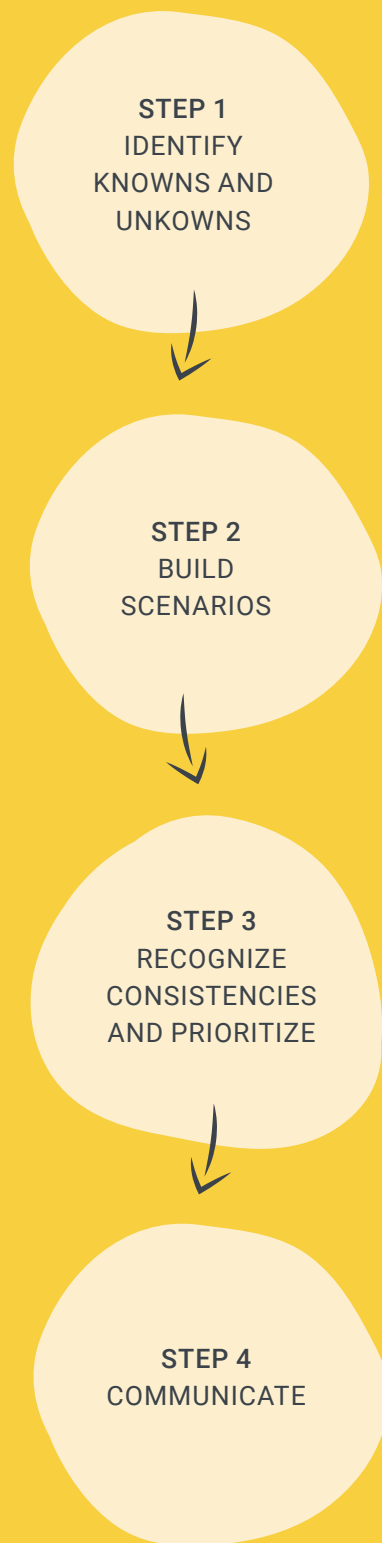 STEP 1
IDENTIFY
KNOWNS AND
UNKOWNS
STEP 2
BUILD
SCENARIOS
STEP 3
RECOGNIZE
CONSISTENCIES
AND PRIORITIZE
STEP 4
COMMUNICATE